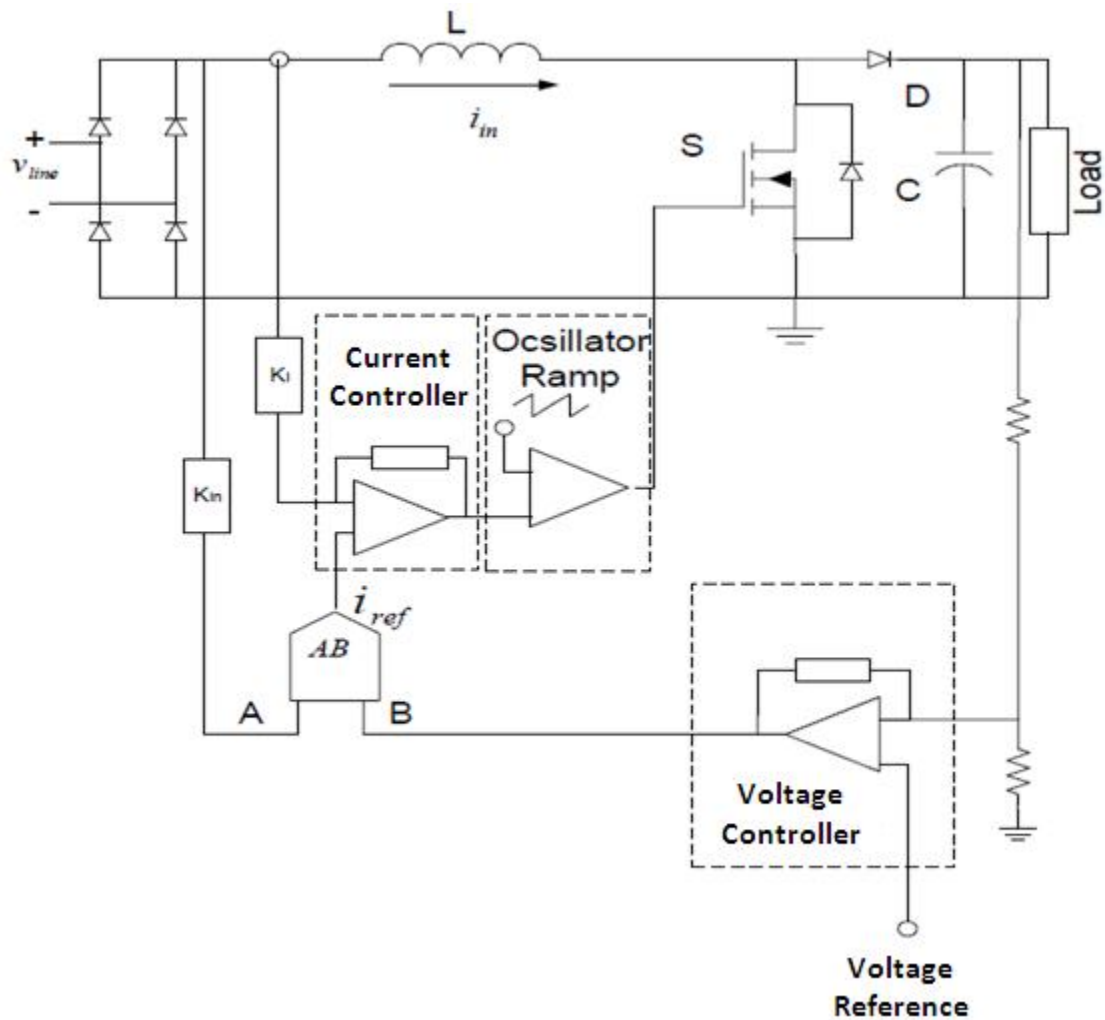 L
i_in
+
v_line
-
S
D
C
Load
K_I
Current
Controller
Ocsillator
Ramp
K_in
i_ref
AB
A
B
Voltage
Controller
Voltage
Reference